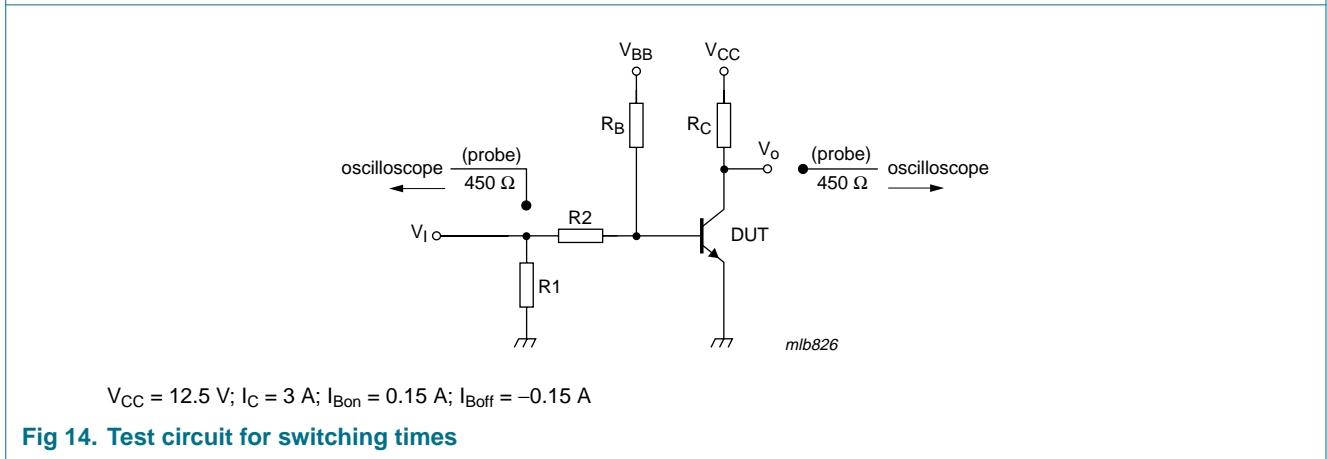 V_BB V_CC
R_B R_C
V_o
(probe) (probe)
oscilloscope oscilloscope
450 Ω 450 Ω
R2
V_I DUT
R1
mlb826
V_CC = 12.5 V; I_C = 3 A; I_Bon = 0.15 A; I_Boff = −0.15 A
Fig 14. Test circuit for switching times